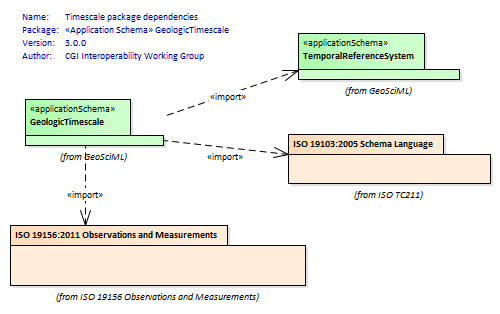 Name: Timescale package dependencies
Package: «Application Schema» GeologicTimescale
Version: 3.0.0
Author: CGI Interoperability Working Group
«applicationSchema»
TemporalReferenceSystem
(from GeoSciML)
«import»
«applicationSchema»
GeologicTimescale
(from GeoSciML)
«import»
ISO 19103:2005 Schema Language
(from ISO TC211)
«import»
ISO 19156:2011 Observations and Measurements
(from ISO 19156 Observations and Measurements)